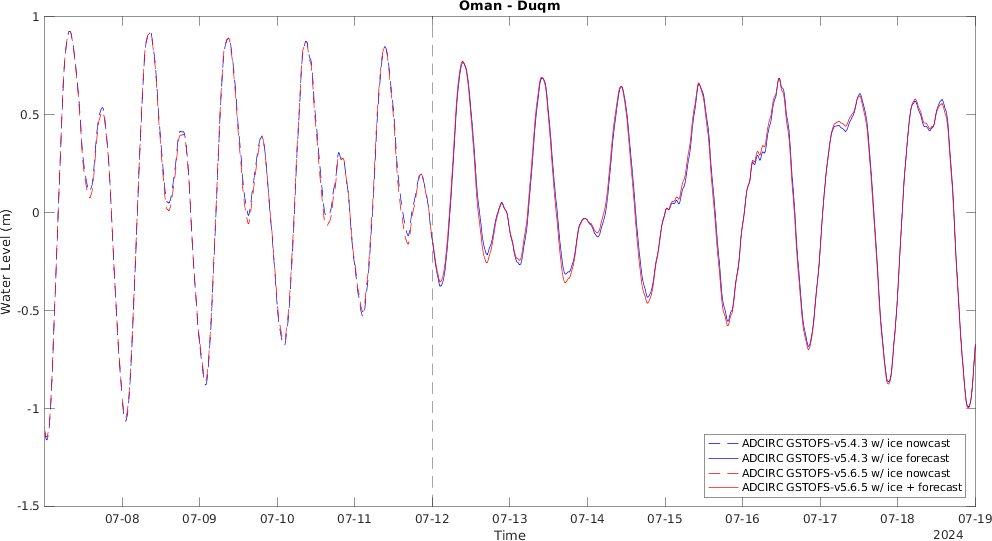 Oman - Duqm
1
0.5
0
-0.5
-1
-1.5
Water Level (m)
07-08 07-09 07-10 07-11 07-12 07-13 07-14 07-15 07-16 07-17 07-18 07-19
Time
2024
ADCIRC GSTOFS-v5.4.3 w/ ice nowcast
ADCIRC GSTOFS-v5.4.3 w/ ice forecast
ADCIRC GSTOFS-v5.6.5 w/ ice nowcast
ADCIRC GSTOFS-v5.6.5 w/ ice + forecast